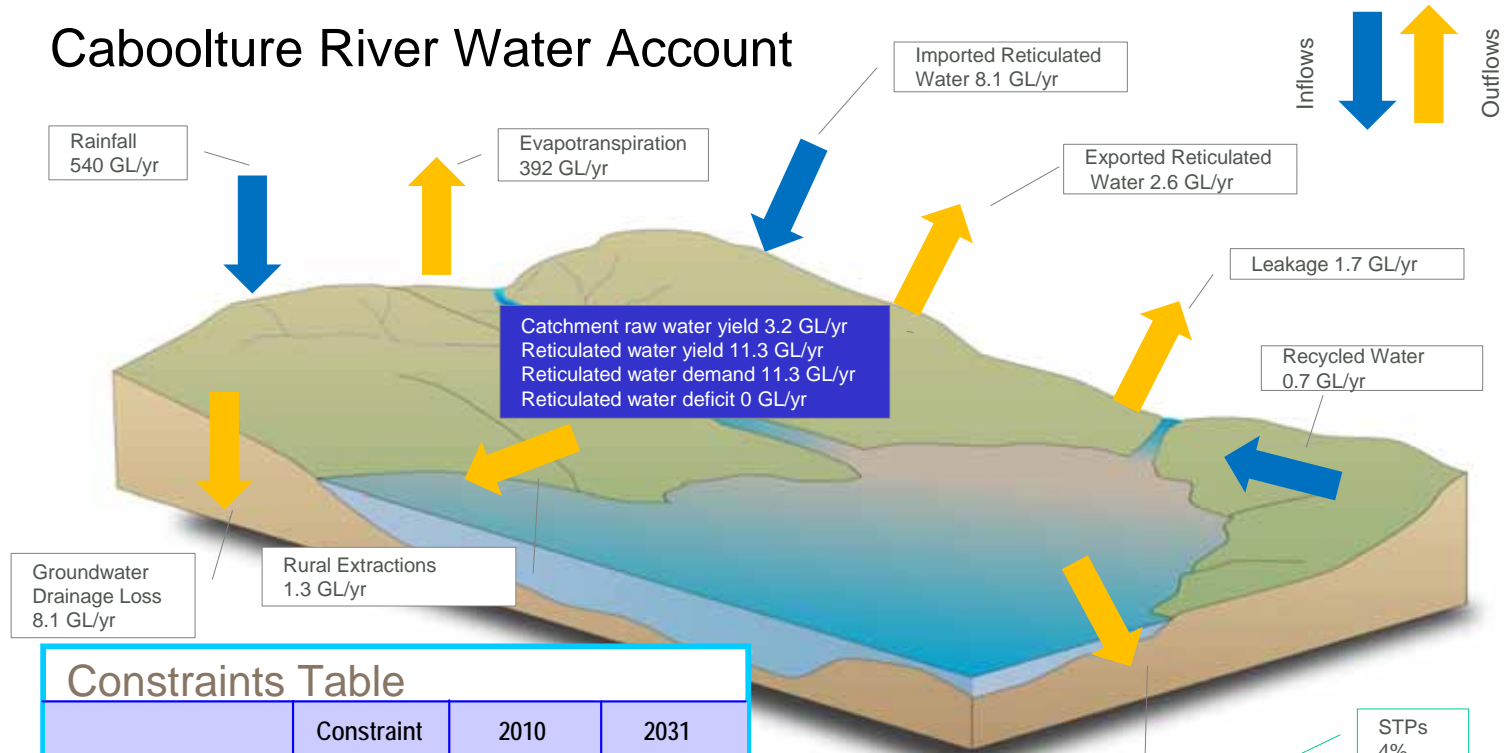 Caboolture River Water Account
Inflows
Outflows
Imported Reticulated
Water 8.1 GL/yr
Rainfall
540 GL/yr
Evapotranspiration
392 GL/yr
Exported Reticulated
Water 2.6 GL/yr
Leakage 1.7 GL/yr
Catchment raw water yield 3.2 GL/yr
Reticulated water yield 11.3 GL/yr
Reticulated water demand 11.3 GL/yr
Reticulated water deficit 0 GL/yr
Recycled Water
0.7 GL/yr
Groundwater
Drainage Loss
8.1 GL/yr
Rural Extractions
1.3 GL/yr
Constraints Table
Constraint 2010 2031
STPs
4%